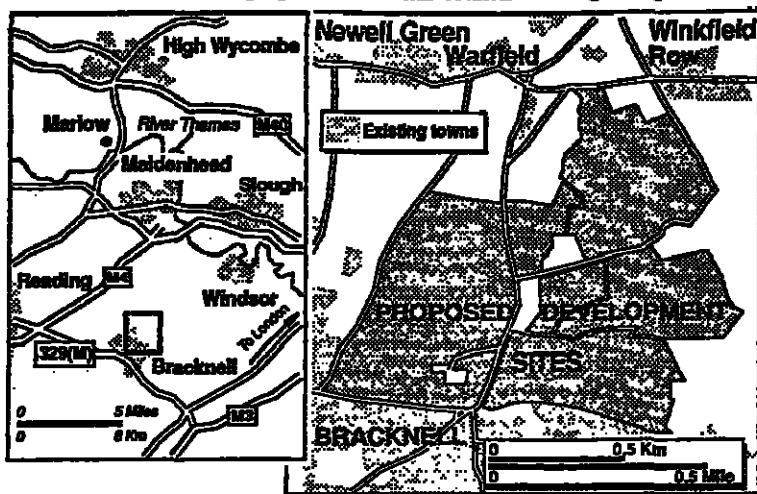 High Wycombe
Marlow
River Thames
M40
Maidenhead
Slough
Reading
M4
Windsor
To London
329(M)
Bracknell
M3
0 5 Miles
0 8 Km
Newell Green
Warfield
Winkfield
Row
Existing towns
PROPOSED DEVELOPMENT
SITES
BRACKNELL
0 0.5 Km
0 0.5 Mile